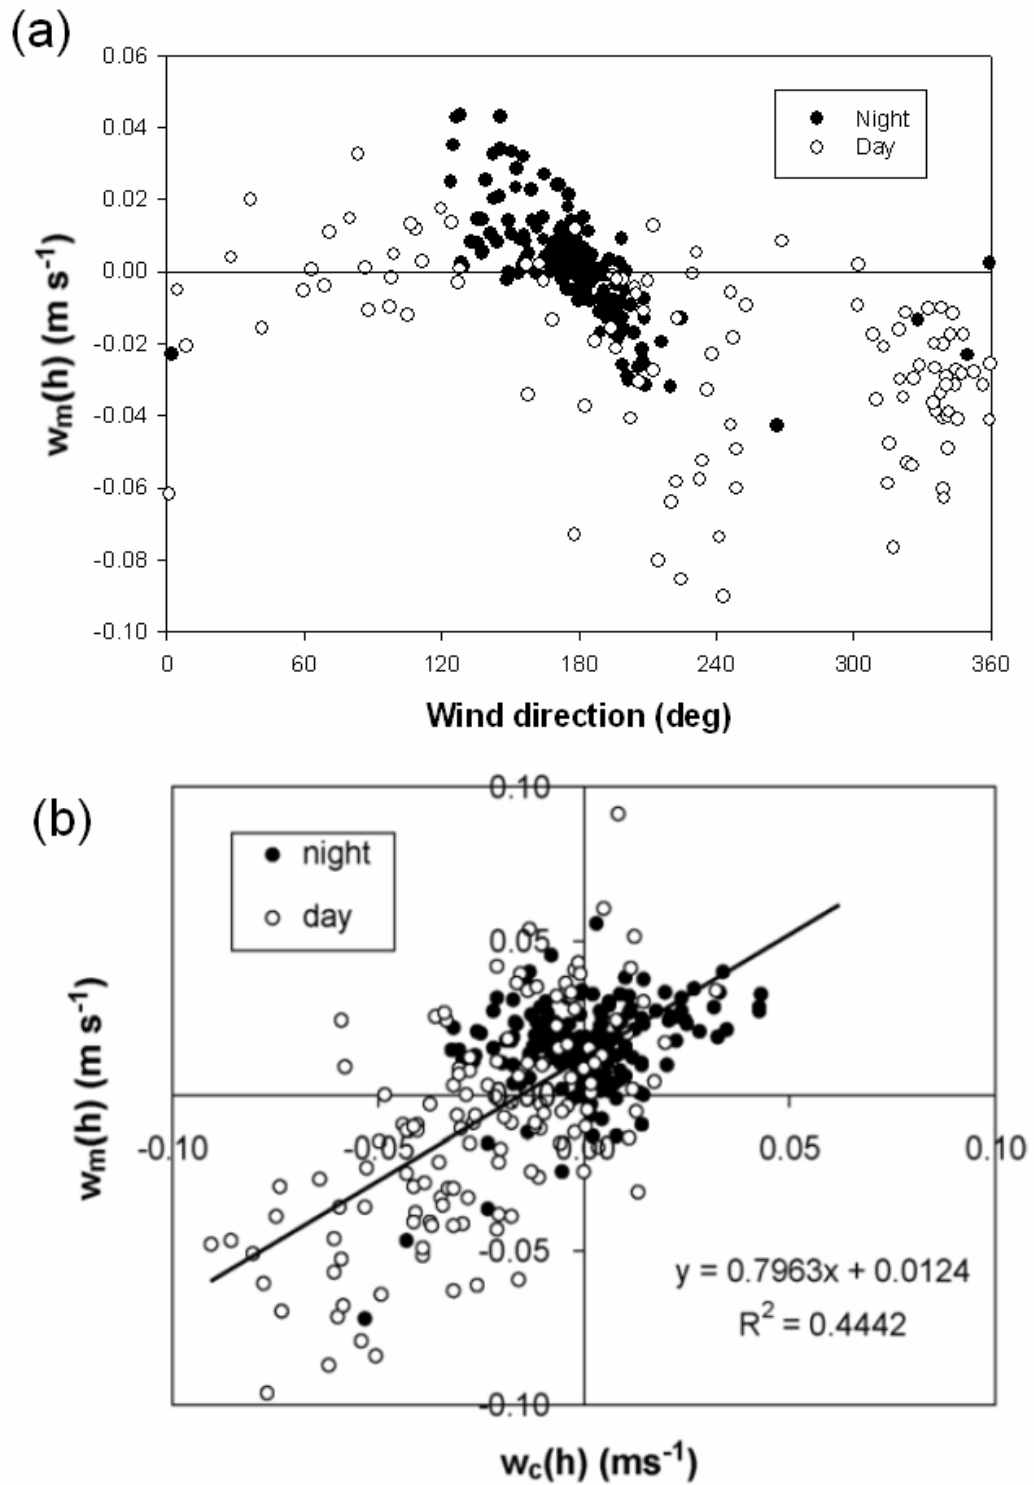 (a)
0.06
0.04
0.02
0.00
-0.02
-0.04
-0.06
-0.08
-0.10
Night
Day
wm(h) (m s-1)
0 60 120 180 240 300 360
Wind direction (deg)
(b)
0.10
night
day
0.05
wm(h) (m s-1)
-0.10 -0.05 0.00 0.05 0.10
-0.05
y = 0.7963x + 0.0124
R2 = 0.4442
-0.10
wc(h) (ms-1)